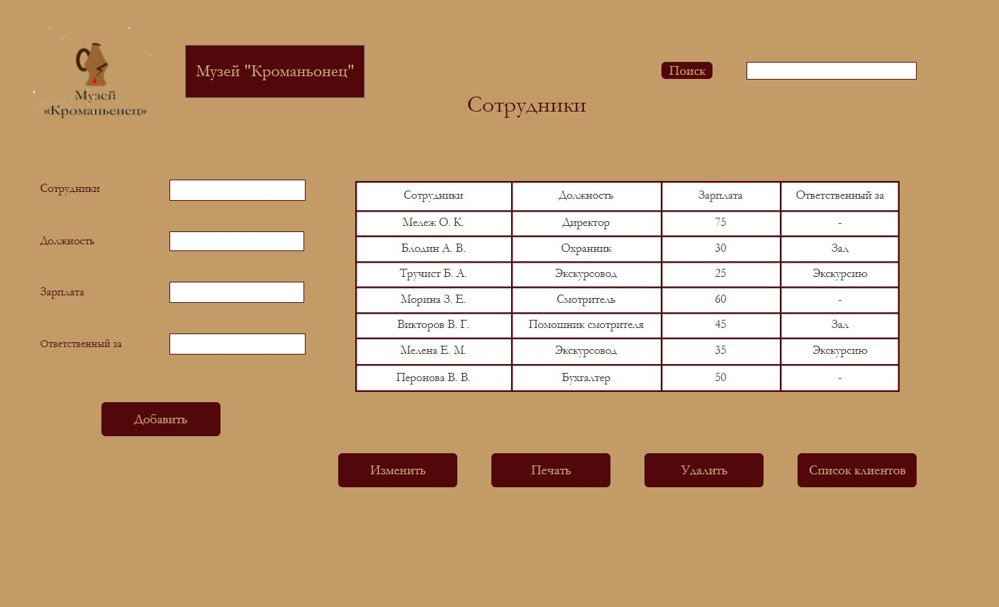 Музей
«Кроманьенец»
Музей "Кроманьонец"
Поиск
Сотрудники
Сотрудники
Должность
Зарплата
Ответственный за
Добавить
Сотрудники Должность Зарплата Ответственный за
Мележ О. К. Директор 75 -
Блодин А. В. Охранник 30 Зал
Тручист Б. А. Экскурсовод 25 Экскурсию
Морина З. Е. Смотритель 60 -
Викторов В. Г. Помошник смотрителя 45 Зал
Мелена Е. М. Экскурсовод 35 Экскурсию
Перонова В. В. Бухгалтер 50 -
Изменить Печать Удалить Список клиентов